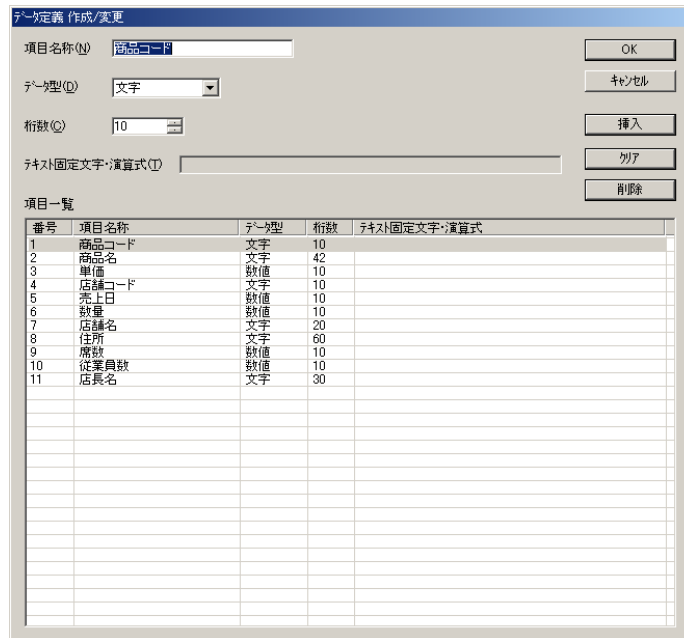 ﾃﾞｰﾀ定義 作成/変更
項目名称(N) 商品コード OK
ﾃﾞｰﾀ型(D) 文字 ｷｬﾝｾﾙ
桁数(C) 10 挿入
ﾃｷｽﾄ固定文字・演算式(T) ｸﾘｱ
削除
項目一覧
番号 項目名称 ﾃﾞｰﾀ型 桁数 ﾃｷｽﾄ固定文字・演算式
1 商品コード 文字 10
2 商品名 文字 42
3 単価 数値 10
4 店舗コード 数値 10
5 売上日 数値 10
6 数量 数値 10
7 店舗名 文字 20
8 住所 文字 60
9 席数 数値 10
10 従業員数 数値 10
11 店長名 文字 30